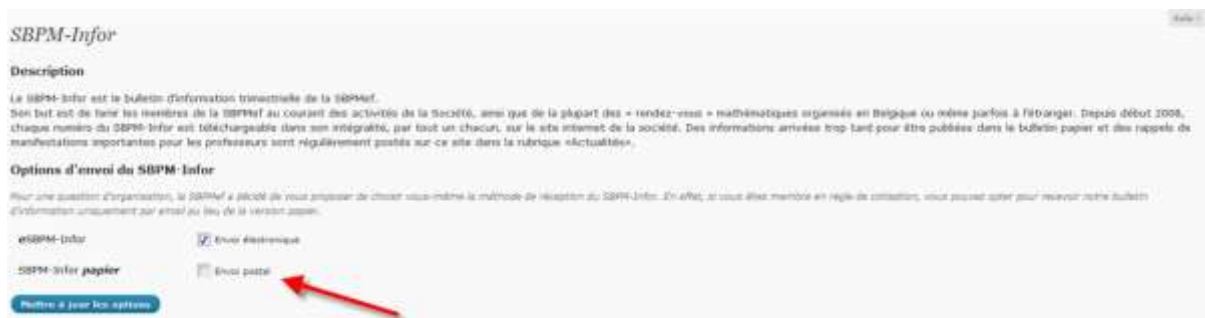 Aide
SBPM-Infor
Description
Le SBPM-Infor est le bulletin d'information trimestrielle de la SBPMef.
Son but est de tenir les membres de la SBPMef au courant des activités de la Société, ainsi que de la plupart des « rendez-vous » mathématiques organisés en Belgique ou même parfois à l'étranger. Depuis début 2008,
chaque numéro du SBPM-Infor est téléchargeable dans son intégralité, par tout un chacun, sur le site internet de la société. Des informations arrivées trop tard pour être publiées dans le bulletin papier et des rappels de
manifestations importantes pour les professeurs sont régulièrement postés sur ce site dans la rubrique «Actualités».
Options d'envoi du SBPM-Infor
Pour une question d'organisation, la SBPMef a décidé de vous proposer de choisir vous-même la méthode de réception du SBPM-Infor. En effet, si vous êtes membre en règle de cotisation, vous pouvez opter pour recevoir notre bulletin
d'information uniquement par email au lieu de la version papier.
eSBPM-Infor Envoi électronique
SBPM-Infor papier Envoi postal
Mettre à jour les options